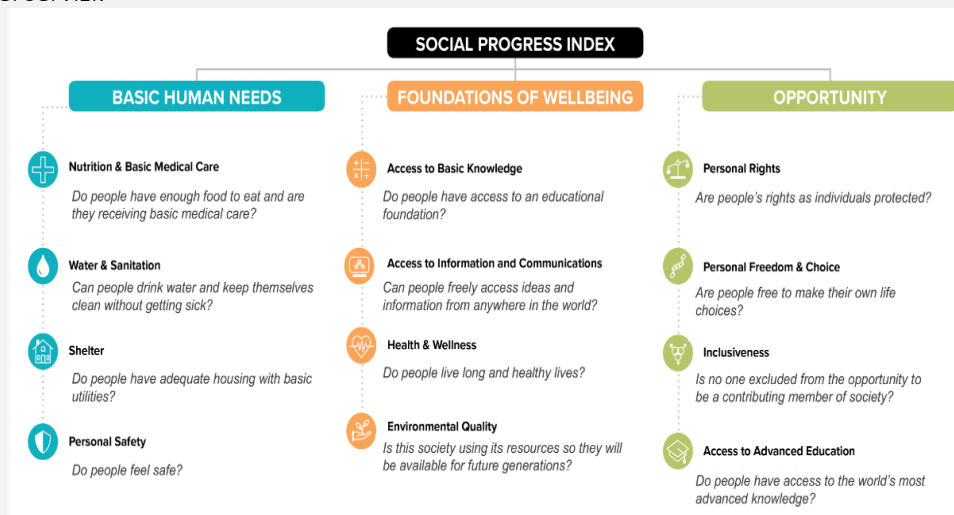 SOCIAL PROGRESS INDEX
BASIC HUMAN NEEDS
Nutrition & Basic Medical Care
Do people have enough food to eat and are
they receiving basic medical care?
Water & Sanitation
Can people drink water and keep themselves
clean without getting sick?
Shelter
Do people have adequate housing with basic
utilities?
Personal Safety
Do people feel safe?
FOUNDATIONS OF WELLBEING
Access to Basic Knowledge
Do people have access to an educational
foundation?
Access to Information and Communications
Can people freely access ideas and
information from anywhere in the world?
Health & Wellness
Do people live long and healthy lives?
Environmental Quality
Is this society using its resources so they will
be available for future generations?
OPPORTUNITY
Personal Rights
Are people's rights as individuals protected?
Personal Freedom & Choice
Are people free to make their own life
choices?
Inclusiveness
Is no one excluded from the opportunity to
be a contributing member of society?
Access to Advanced Education
Do people have access to the world's most
advanced knowledge?